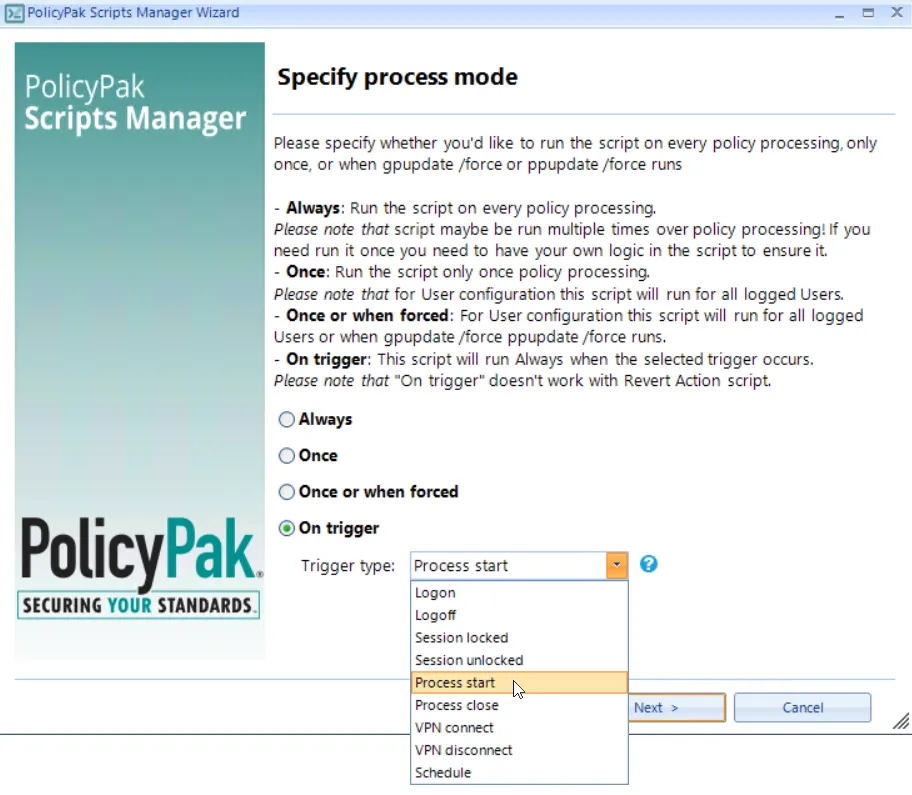 PolicyPak Scripts Manager Wizard
PolicyPak
Scripts Manager
Specify process mode
Please specify whether you'd like to run the script on every policy processing, only
once, or when gpupdate /force or ppupdate /force runs
- Always: Run the script on every policy processing.
Please note that script maybe be run multiple times over policy processing! If you
need run it once you need to have your own logic in the script to ensure it.
- Once: Run the script only once policy processing.
Please note that for User configuration this script will run for all logged Users.
- Once or when forced: For User configuration this script will run for all logged
Users or when gpupdate /force ppupdate /force runs.
- On trigger: This script will run Always when the selected trigger occurs.
Please note that "On trigger" doesn't work with Revert Action script.
Always
Once
Once or when forced
On trigger
Trigger type: Process start
Logon
Logoff
Session locked
Session unlocked
Process start
Process close
VPN connect
VPN disconnect
Schedule
PolicyPak®
SECURING YOUR STANDARDS.
Next >
Cancel